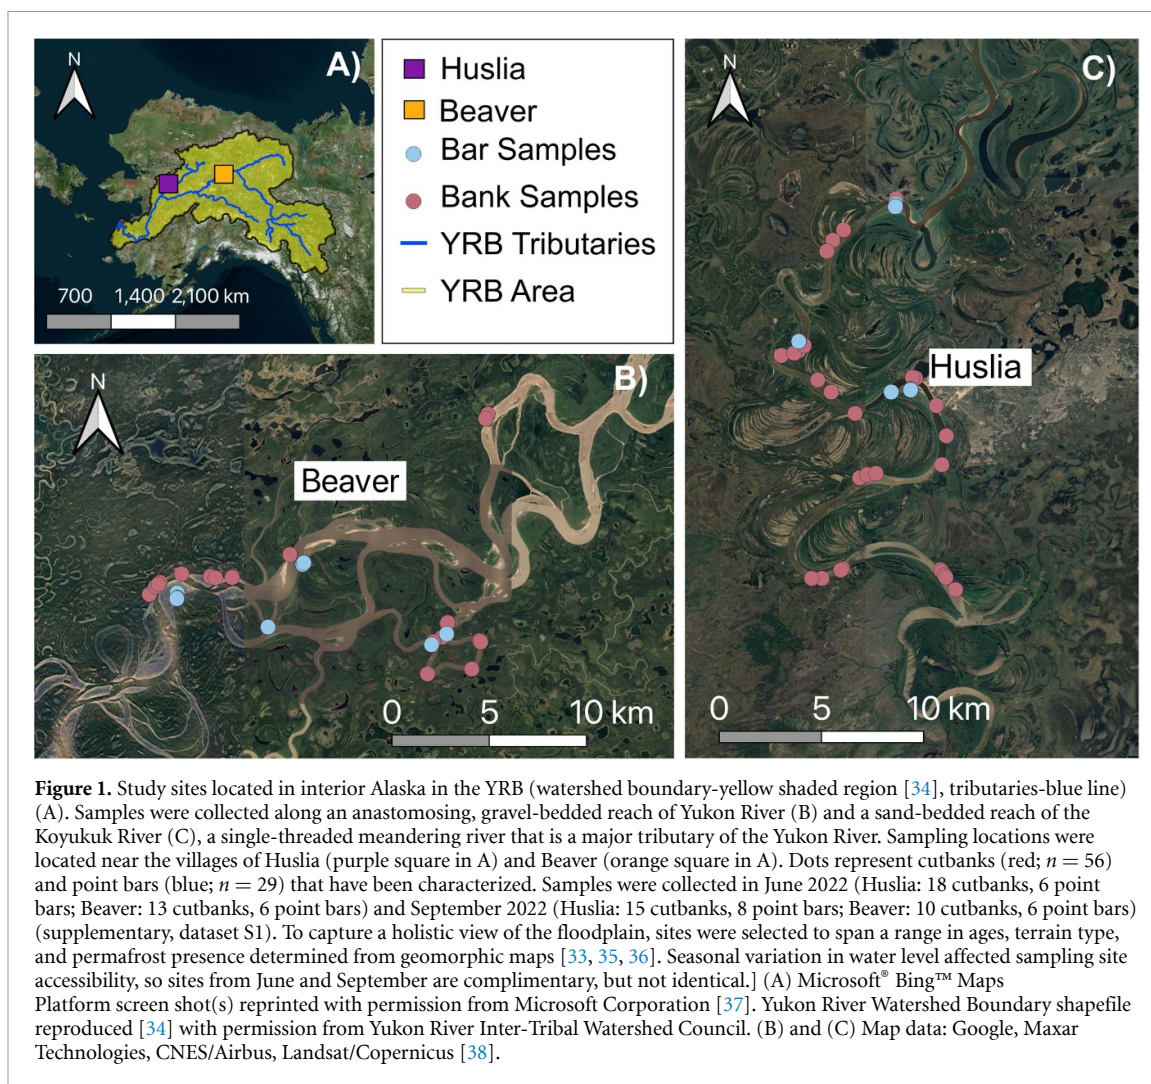 N
A)
700 1,400 2,100 km
Huslia
Beaver
Bar Samples
Bank Samples
YRB Tributaries
YRB Area
N
C)
Huslia
0 5 10 km
N
B)
Beaver
0 5 10 km
Figure 1. Study sites located in interior Alaska in the YRB (watershed boundary-yellow shaded region [34], tributaries-blue line)
(A). Samples were collected along an anastomosing, gravel-bedded reach of Yukon River (B) and a sand-bedded reach of the
Koyukuk River (C), a single-threaded meandering river that is a major tributary of the Yukon River. Sampling locations were
located near the villages of Huslia (purple square in A) and Beaver (orange square in A). Dots represent cutbanks (red; n = 56)
and point bars (blue; n = 29) that have been characterized. Samples were collected in June 2022 (Huslia: 18 cutbanks, 6 point
bars; Beaver: 13 cutbanks, 6 point bars) and September 2022 (Huslia: 15 cutbanks, 8 point bars; Beaver: 10 cutbanks, 6 point bars)
(supplementary, dataset S1). To capture a holistic view of the floodplain, sites were selected to span a range in ages, terrain type,
and permafrost presence determined from geomorphic maps [33, 35, 36]. Seasonal variation in water level affected sampling site
accessibility, so sites from June and September are complimentary, but not identical.] (A) Microsoft® Bing™ Maps
Platform screen shot(s) reprinted with permission from Microsoft Corporation [37]. Yukon River Watershed Boundary shapefile
reproduced [34] with permission from Yukon River Inter-Tribal Watershed Council. (B) and (C) Map data: Google, Maxar
Technologies, CNES/Airbus, Landsat/Copernicus [38].